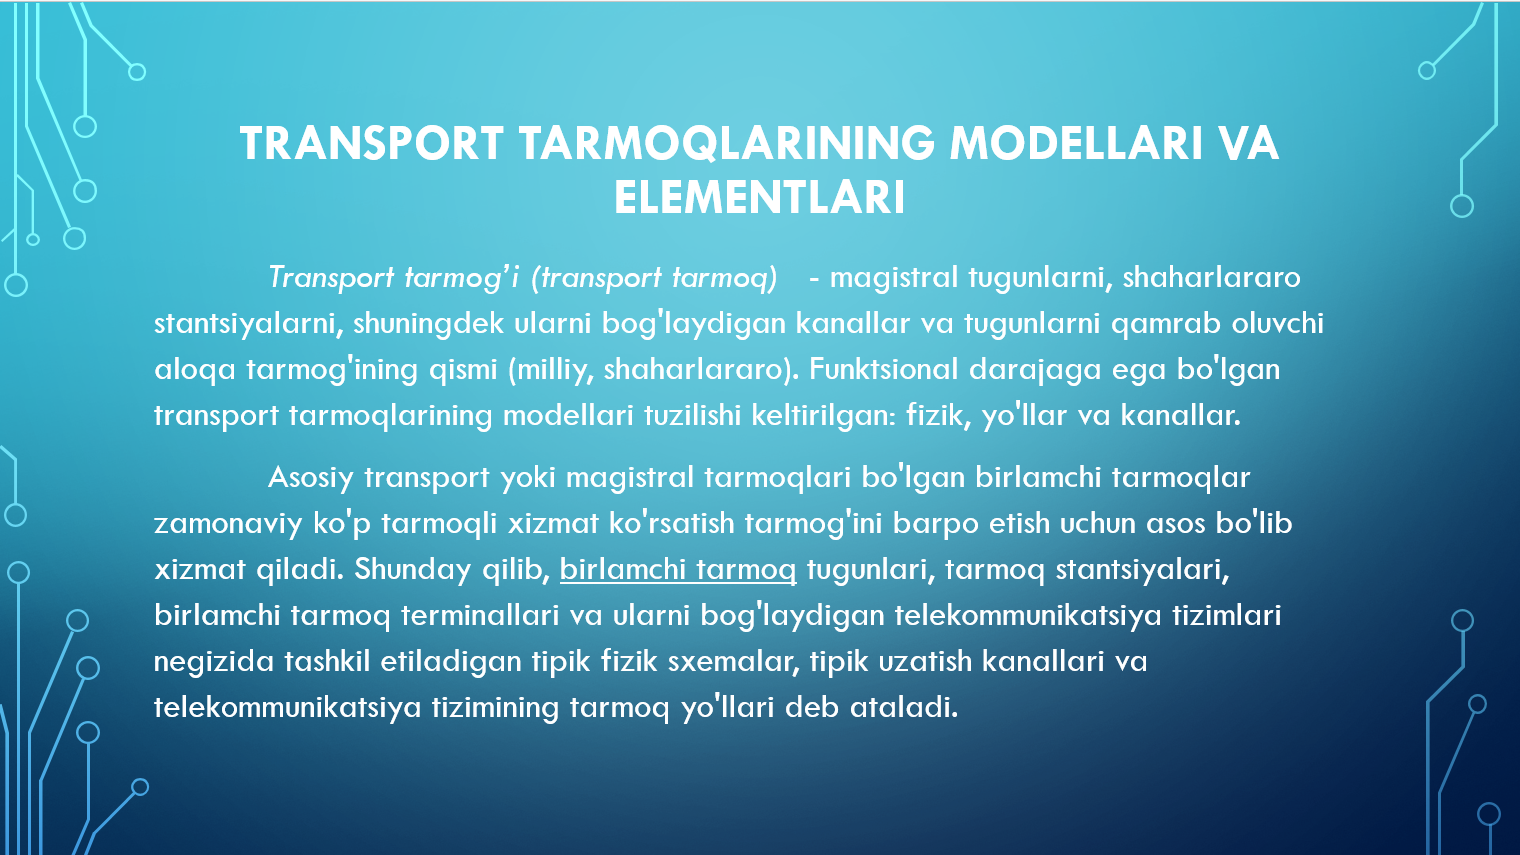 TRANSPORT TARMOQLARINING MODELLARI VA
ELEMENTLARI
Transport tarmog’i (transport tarmoq) - magistral tugunlarni, shaharlararo
stantsiyalarni, shuningdek ularni bog'laydigan kanallar va tugunlarni qamrab oluvchi
aloqa tarmog'ining qismi (milliy, shaharlararo). Funktsional darajaga ega bo'lgan
transport tarmoqlarining modellari tuzilishi keltirilgan: fizik, yo'llar va kanallar.
Asosiy transport yoki magistral tarmoqlari bo'lgan birlamchi tarmoqlar
zamonaviy ko'p tarmoqli xizmat ko'rsatish tarmog'ini barpo etish uchun asos bo'lib
xizmat qiladi. Shunday qilib, birlamchi tarmoq tugunlari, tarmoq stantsiyalari,
birlamchi tarmoq terminallari va ularni bog'laydigan telekommunikatsiya tizimlari
negizida tashkil etiladigan tipik fizik sxemalar, tipik uzatish kanallari va
telekommunikatsiya tizimining tarmoq yo'llari deb ataladi.